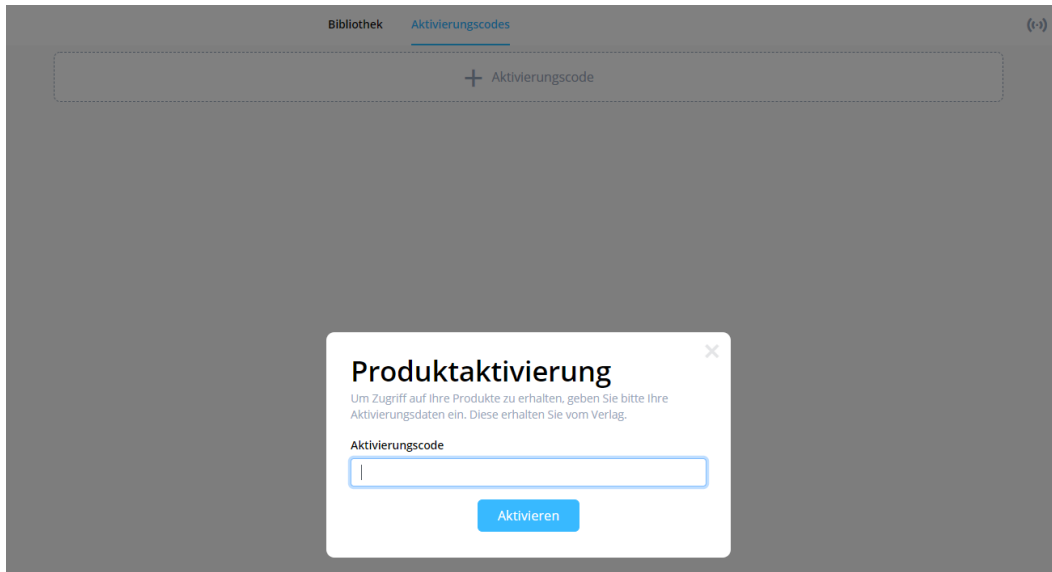 Bibliothek Aktivierungscodes
Aktivierungscode
Produktaktivierung
Um Zugriff auf Ihre Produkte zu erhalten, geben Sie bitte Ihre
Aktivierungsdaten ein. Diese erhalten Sie vom Verlag.
Aktivierungscode
Aktivieren